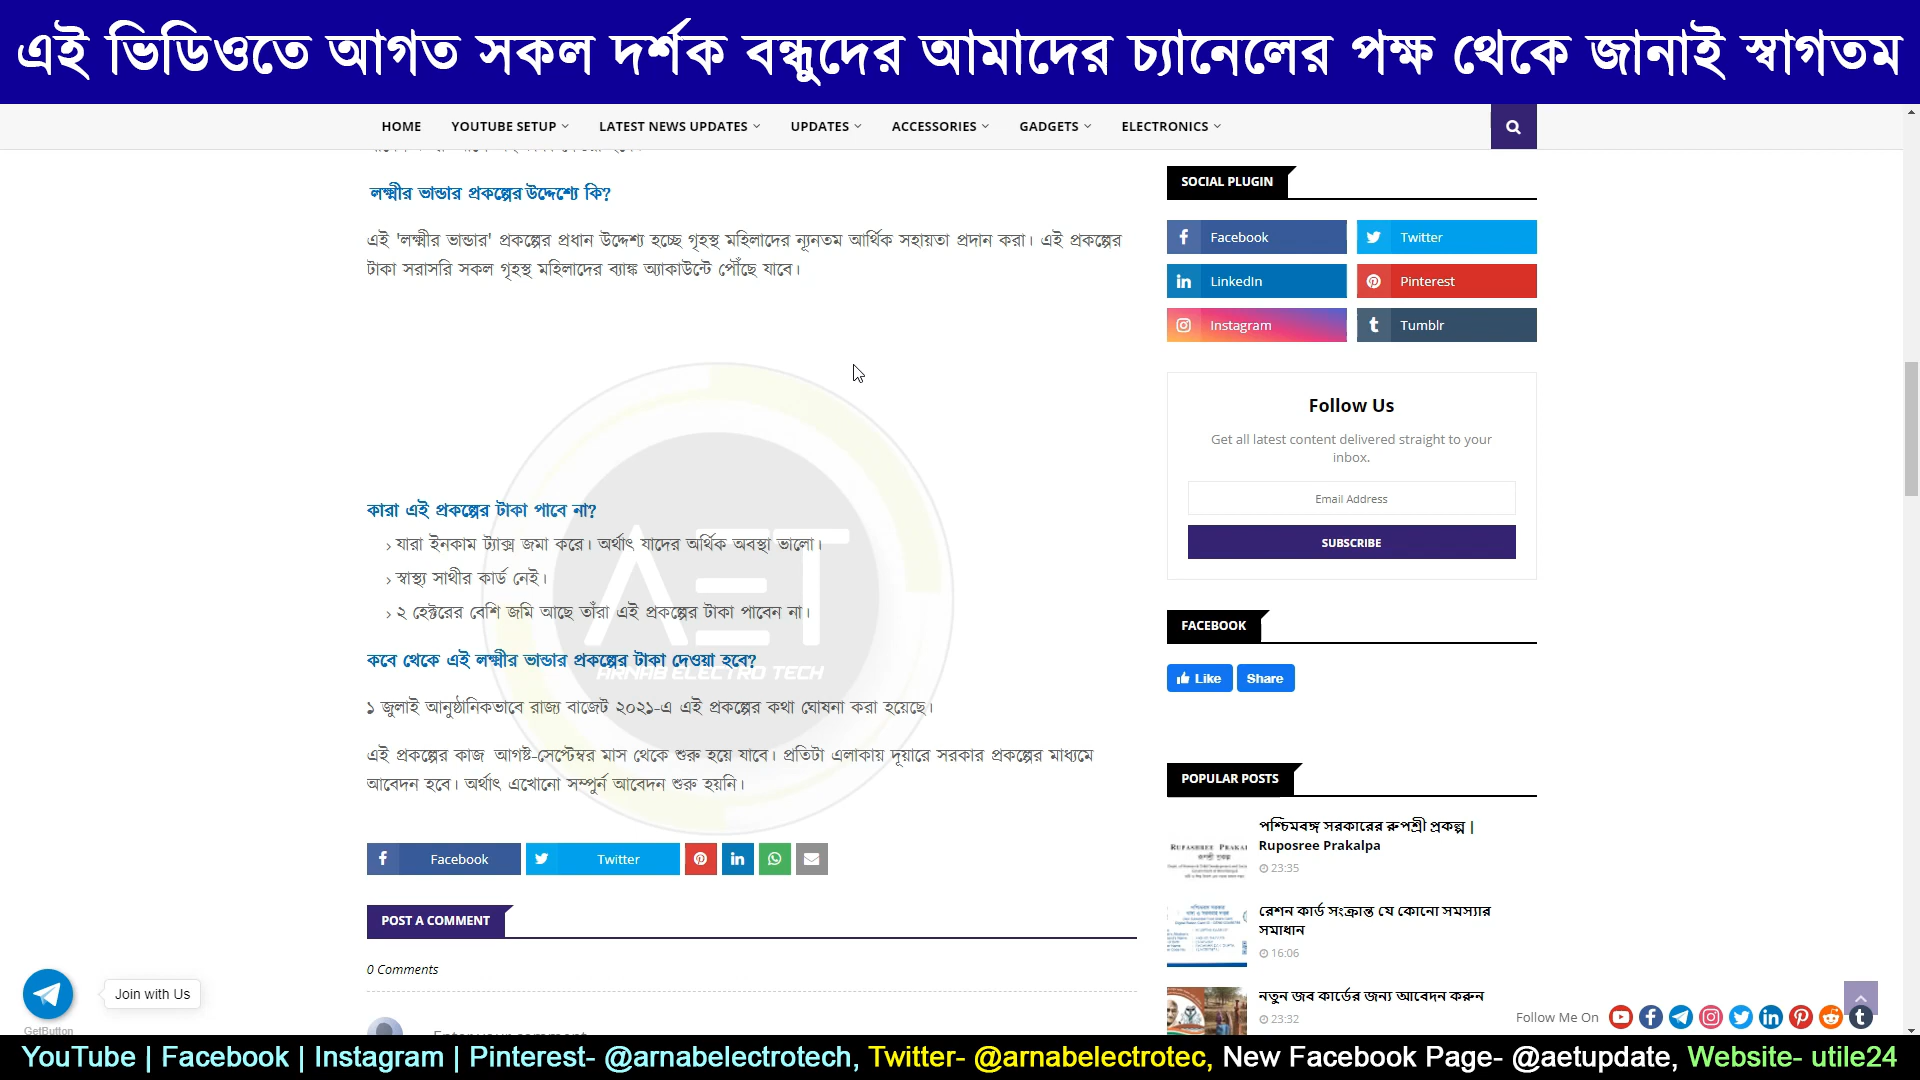 এই ভিডিওতে আগত সকল দর্শক বন্ধুদের আমাদের চ্যানেলের পক্ষ থেকে জানাই স্বাগতম
HOME YOUTUBE SETUP LATEST NEWS UPDATES UPDATES ACCESSORIES GADGETS ELECTRONICS
লক্ষ্মীর ভান্ডার প্রকল্পের উদ্দেশ্যে কি?
এই 'লক্ষ্মীর ভান্ডার' প্রকল্পের প্রধান উদ্দেশ্য হচ্ছে গৃহস্থ মহিলাদের ন্যূনতম আর্থিক সহায়তা প্রদান করা। এই প্রকল্পের
টাকা সরাসরি সকল গৃহস্থ মহিলাদের ব্যাঙ্ক অ্যাকাউন্টে পৌঁছে যাবে।
কারা এই প্রকল্পের টাকা পাবে না?
› যারা ইনকাম ট্যাক্স জমা করে। অর্থাৎ যাদের অর্থিক অবস্থা ভালো।
› স্বাস্থ্য সাথীর কার্ড নেই।
› ২ হেক্টরের বেশি জমি আছে তাঁরা এই প্রকল্পের টাকা পাবেন না।
কবে থেকে এই লক্ষ্মীর ভান্ডার প্রকল্পের টাকা দেওয়া হবে?
১ জুলাই আনুষ্ঠানিকভাবে রাজ্য বাজেট ২০২১-এ এই প্রকল্পের কথা ঘোষনা করা হয়েছে।
এই প্রকল্পের কাজ আগষ্ট-সেপ্টেম্বর মাস থেকে শুরু হয়ে যাবে। প্রতিটা এলাকায় দূয়ারে সরকার প্রকল্পের মাধ্যমে
আবেদন হবে। অর্থাৎ এখোনো সম্পুর্ন আবেদন শুরু হয়নি।
AET
ARNAB ELECTRO TECH
Facebook Twitter
POST A COMMENT
0 Comments
Enter your comment
Join with Us
GetButton
SOCIAL PLUGIN
Facebook Twitter
LinkedIn Pinterest
Instagram Tumblr
Follow Us
Get all latest content delivered straight to your
inbox.
Email Address
SUBSCRIBE
FACEBOOK
Like Share
POPULAR POSTS
পশ্চিমবঙ্গ সরকারের রুপশ্রী প্রকল্প |
Ruposree Prakalpa
23:35
রেশন কার্ড সংক্রান্ত যে কোনো সমস্যার
সমাধান
16:06
নতুন জব কার্ডের জন্য আবেদন করুন
23:32
Follow Me On
YouTube | Facebook | Instagram | Pinterest- @arnabelectrotech, Twitter- @arnabelectrotec, New Facebook Page- @aetupdate, Website- utile24